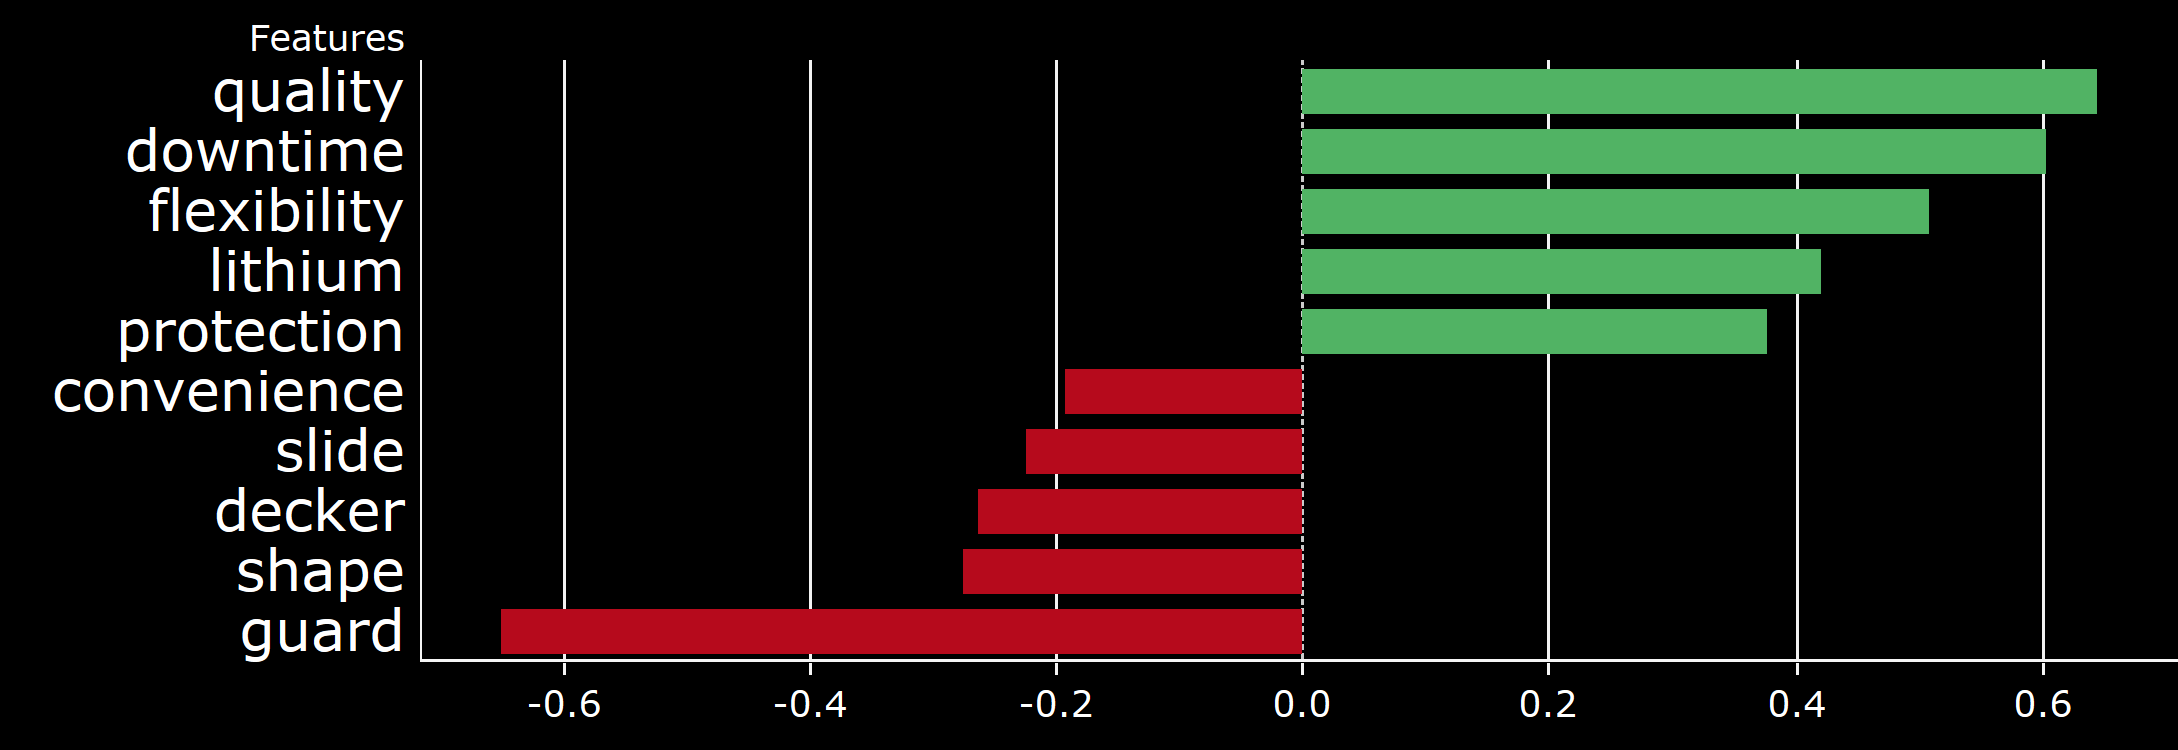 Features
quality
downtime
flexibility
lithium
protection
convenience
slide
decker
shape
guard
-0.6 -0.4 -0.2 0.0 0.2 0.4 0.6